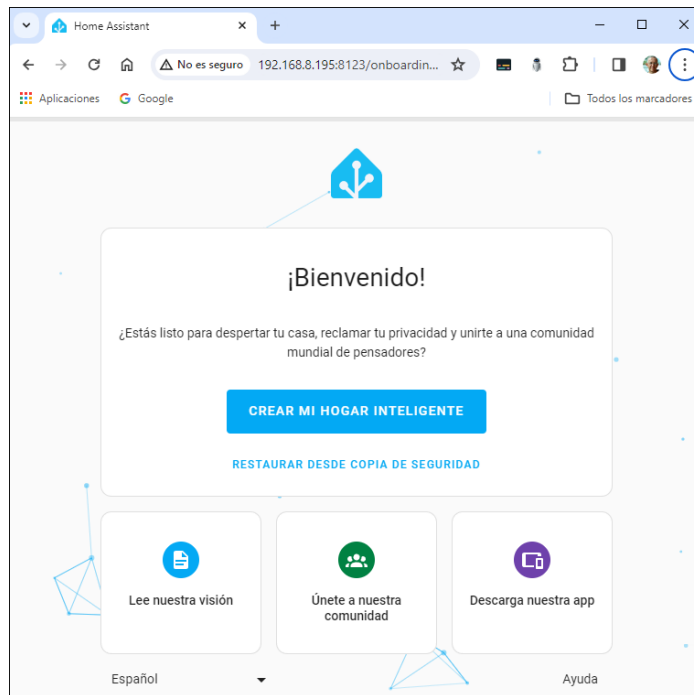 Home Assistant
No es seguro 192.168.8.195:8123/onboardin...
Aplicaciones Google Todos los marcadores
¡Bienvenido!
¿Estás listo para despertar tu casa, reclamar tu privacidad y unirte a una comunidad
mundial de pensadores?
CREAR MI HOGAR INTELIGENTE
RESTAURAR DESDE COPIA DE SEGURIDAD
Lee nuestra visión
Únete a nuestra
comunidad
Descarga nuestra app
Español
Ayuda